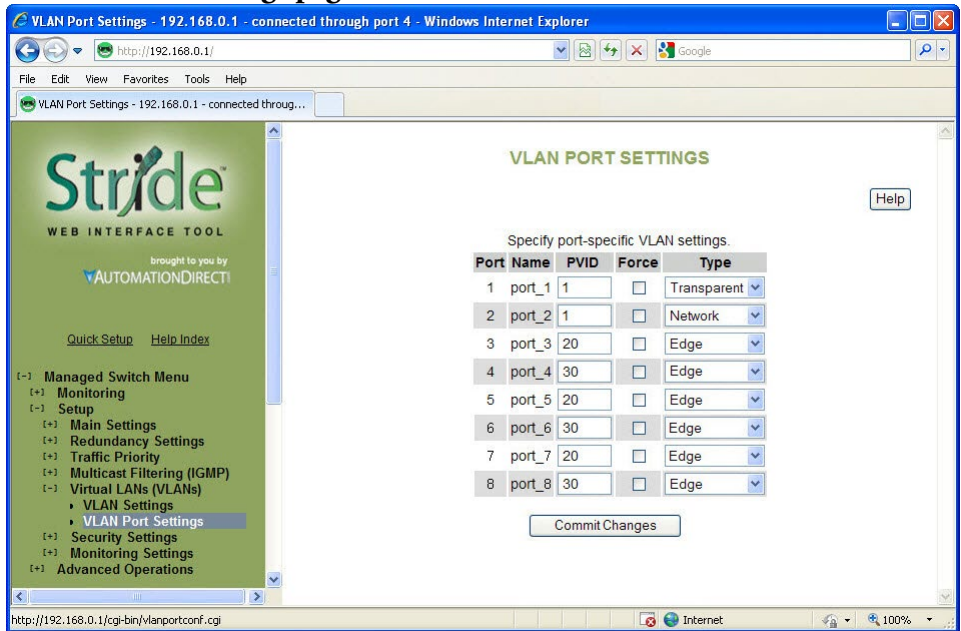 VLAN Port Settings - 192.168.0.1 - connected through port 4 - Windows Internet Explorer
http://192.168.0.1/
Google
File Edit View Favorites Tools Help
VLAN Port Settings - 192.168.0.1 - connected throug...
Stride™
WEB INTERFACE TOOL
brought to you by
AUTOMATIONDIRECT
Quick Setup Help Index
[-] Managed Switch Menu
[+] Monitoring
[-] Setup
[+] Main Settings
[+] Redundancy Settings
[+] Traffic Priority
[+] Multicast Filtering (IGMP)
[-] Virtual LANs (VLANs)
VLAN Settings
VLAN Port Settings
[+] Security Settings
[+] Monitoring Settings
[+] Advanced Operations
VLAN PORT SETTINGS
Help
Specify port-specific VLAN settings.
Port Name PVID Force Type
1 port_1 1 Transparent
2 port_2 1 Network
3 port_3 20 Edge
4 port_4 30 Edge
5 port_5 20 Edge
6 port_6 30 Edge
7 port_7 20 Edge
8 port_8 30 Edge
Commit Changes
http://192.168.0.1/cgi-bin/vlanportconf.cgi
Internet
100%